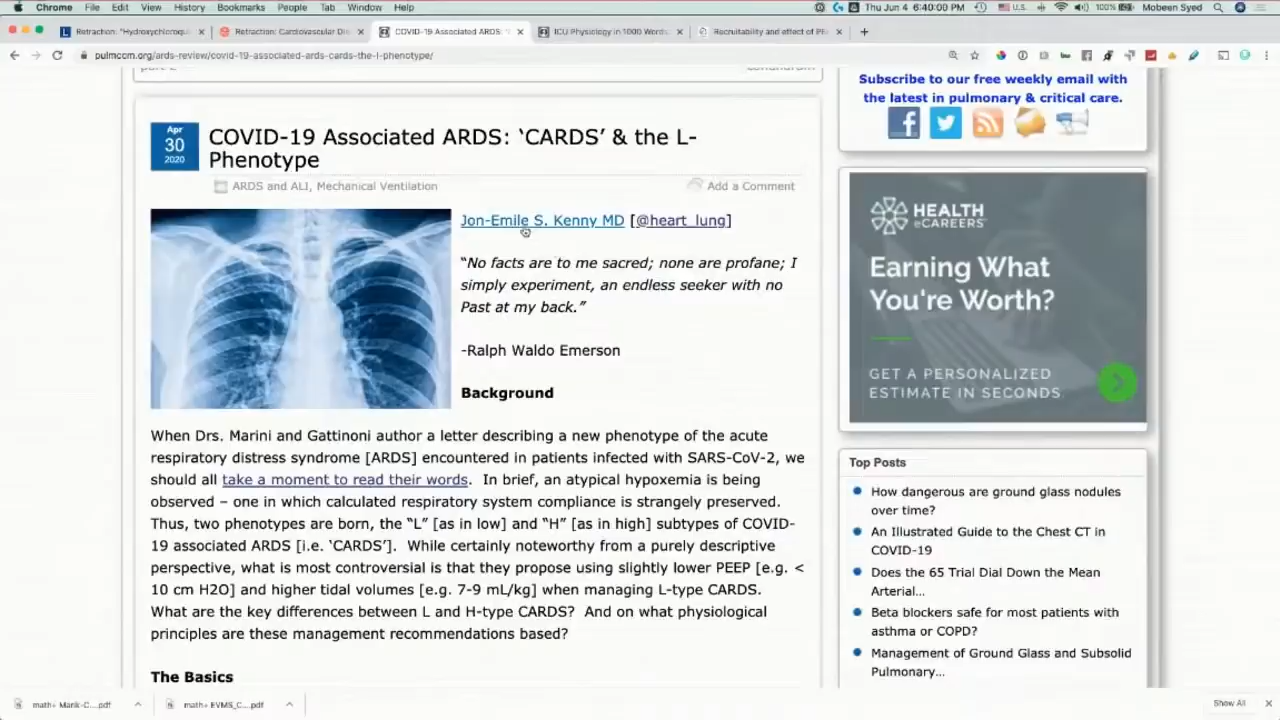 Chrome File Edit View History Bookmarks People Tab Window Help
Thu Jun 4 6:40:00 PM U.S. 100% Mobeen Syed
Retraction: "Hydroxychloroqu
Retraction: Cardiovascular Dis
COVID-19 Associated ARDS: '
ICU Physiology in 1000 Words:
Recruitability and effect of PE
pulmccm.org/ards-review/covid-19-associated-ards-cards-the-l-phenotype/
Apr
30
2020
COVID-19 Associated ARDS: ‘CARDS’ & the L-
Phenotype
ARDS and ALI, Mechanical Ventilation
Add a Comment
Jon-Emile S. Kenny MD [@heart_lung]
“No facts are to me sacred; none are profane; I
simply experiment, an endless seeker with no
Past at my back.”
-Ralph Waldo Emerson
Background
When Drs. Marini and Gattinoni author a letter describing a new phenotype of the acute
respiratory distress syndrome [ARDS] encountered in patients infected with SARS-CoV-2, we
should all take a moment to read their words. In brief, an atypical hypoxemia is being
observed – one in which calculated respiratory system compliance is strangely preserved.
Thus, two phenotypes are born, the “L” [as in low] and “H” [as in high] subtypes of COVID-
19 associated ARDS [i.e. ‘CARDS’]. While certainly noteworthy from a purely descriptive
perspective, what is most controversial is that they propose using slightly lower PEEP [e.g. <
10 cm H2O] and higher tidal volumes [e.g. 7-9 mL/kg] when managing L-type CARDS.
What are the key differences between L and H-type CARDS? And on what physiological
principles are these management recommendations based?
The Basics
Subscribe to our free weekly email with
the latest in pulmonary & critical care.
HEALTH
eCAREERS
Earning What
You're Worth?
GET A PERSONALIZED
ESTIMATE IN SECONDS
Top Posts
How dangerous are ground glass nodules
over time?
An Illustrated Guide to the Chest CT in
COVID-19
Does the 65 Trial Dial Down the Mean
Arterial...
Beta blockers safe for most patients with
asthma or COPD?
Management of Ground Glass and Subsolid
Pulmonary...
math+ Marik-C....pdf
math+ EVMS_C....pdf
Show All